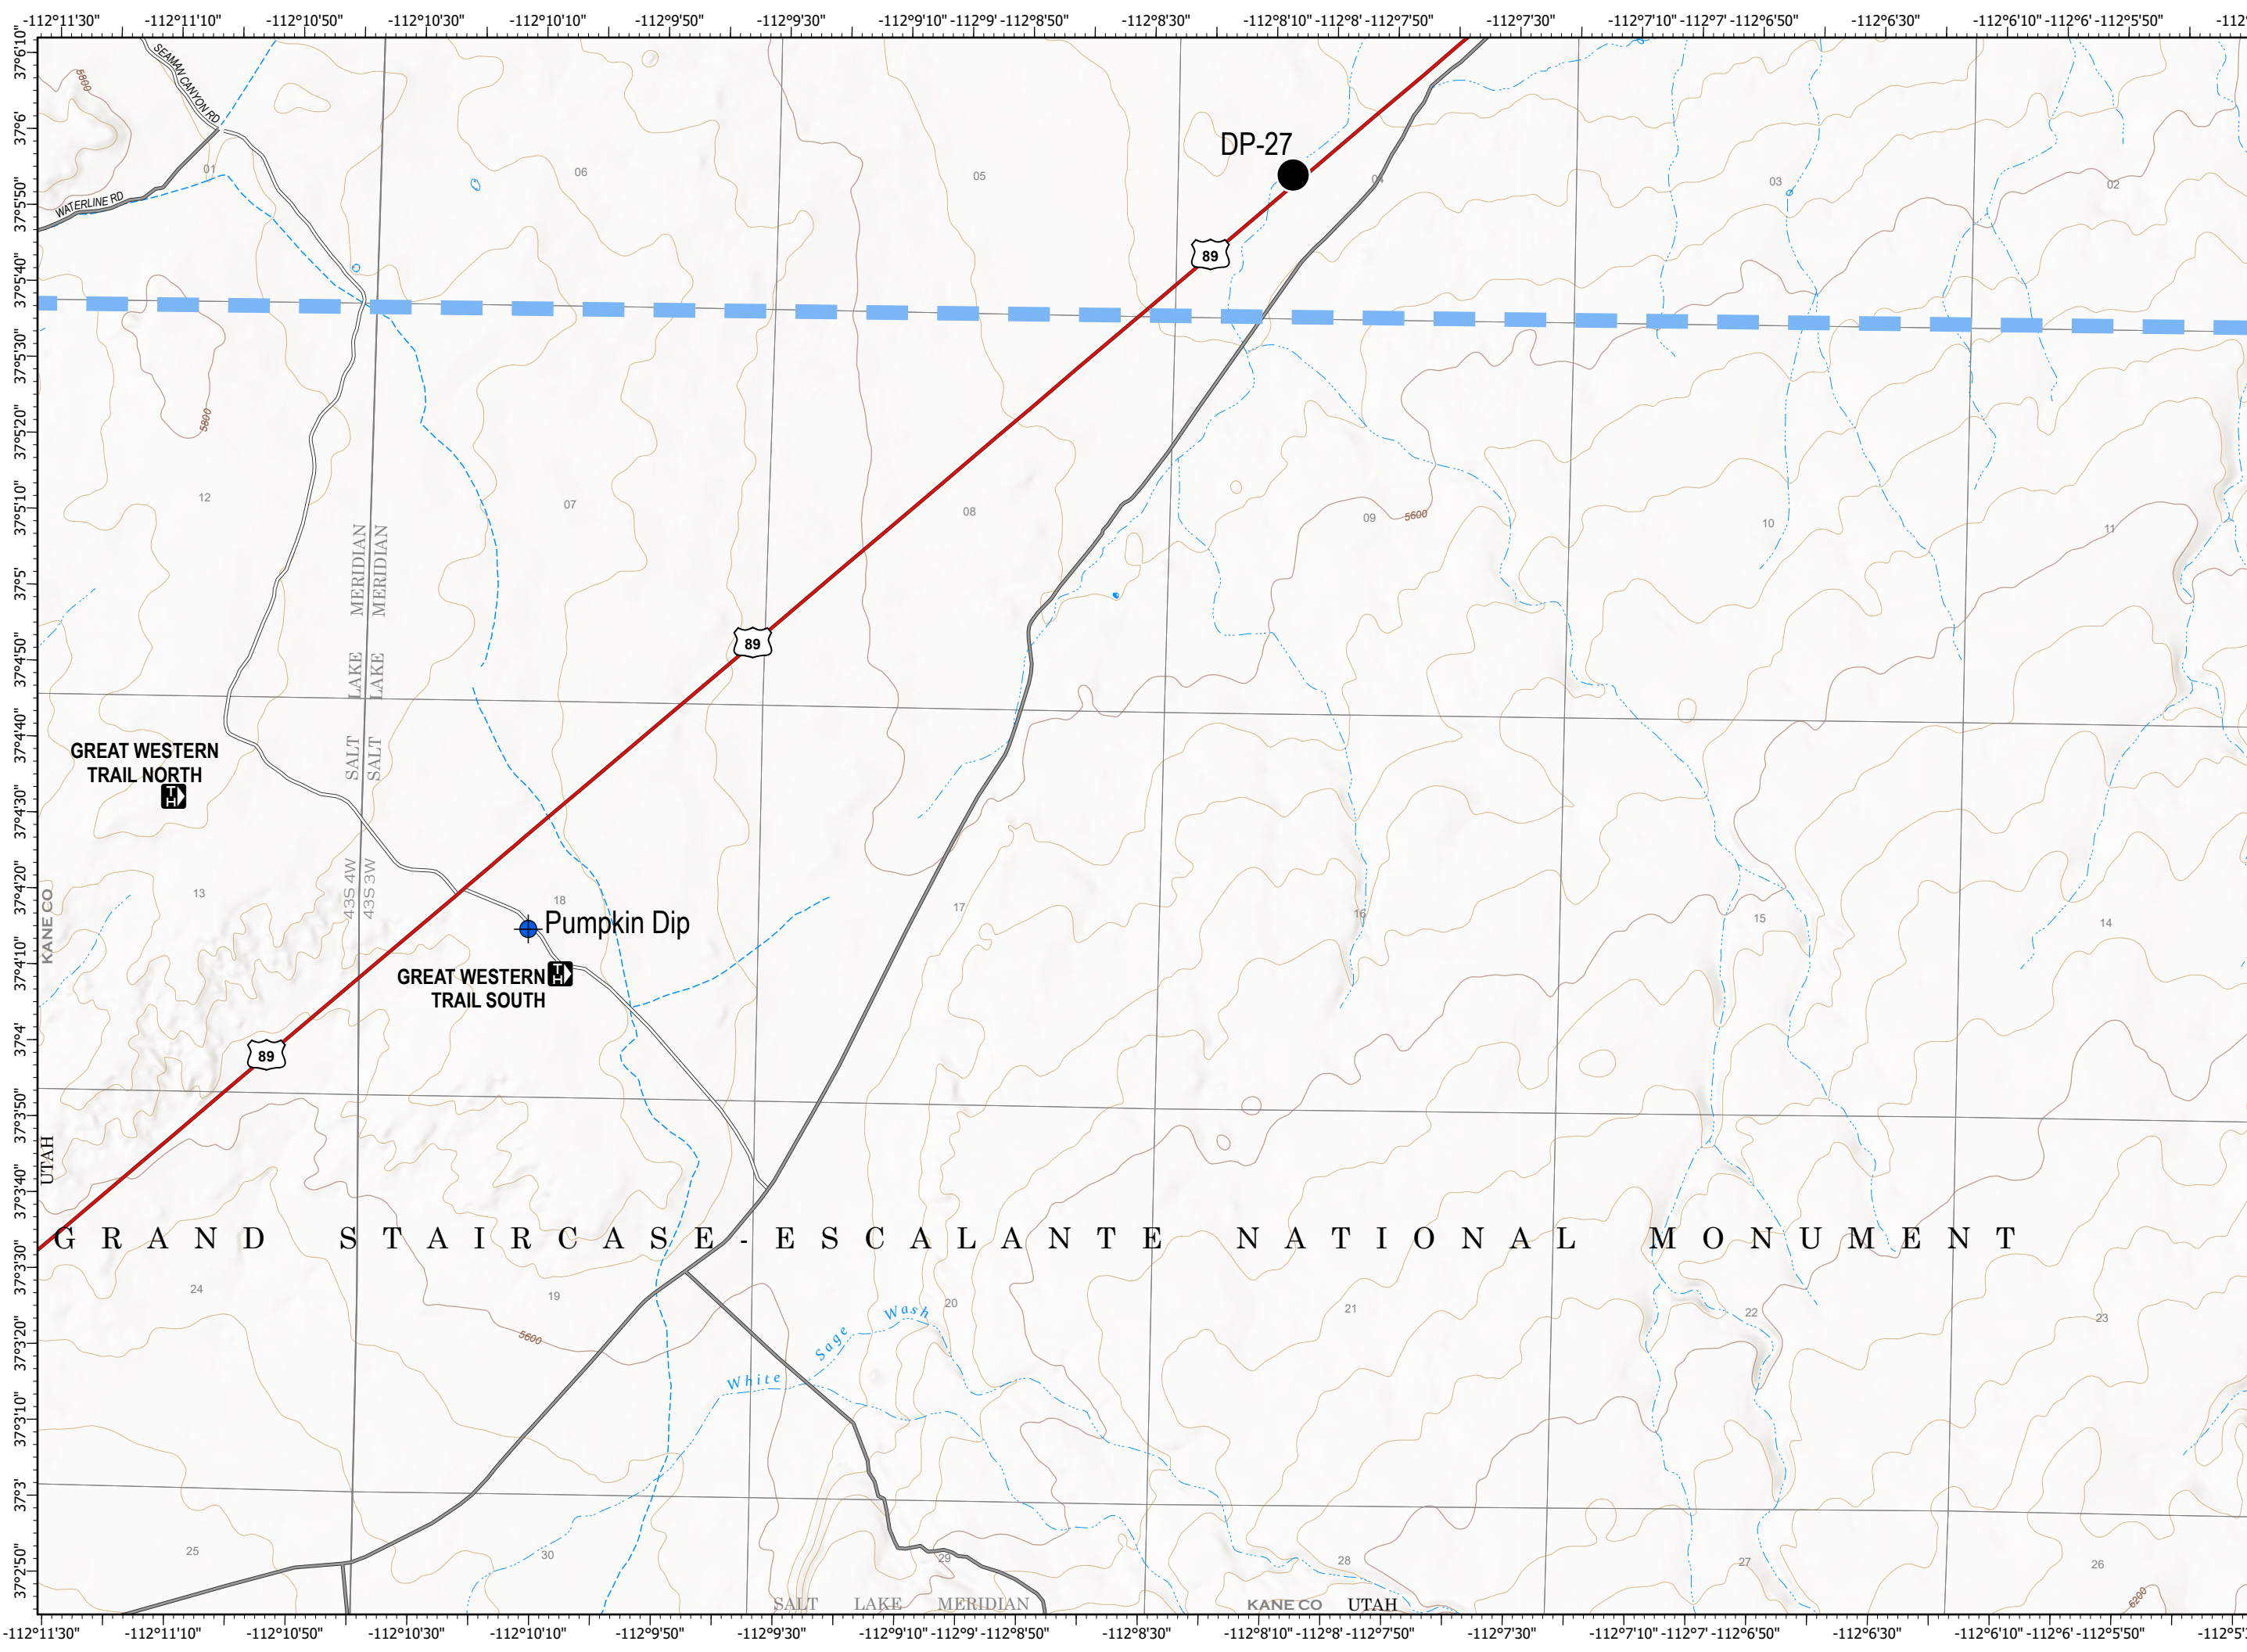 -112°11'30" -112°11'10" -112°10'50" -112°10'30" -112°10'10" -112°9'50" -112°9'30" -112°9'10" -112°9' -112°8'50" -112°8'30" -112°8'10" -112°8' -112°7'50" -112°7'30" -112°7'10" -112°7' -112°6'50" -112°6'30" -112°6'10" -112°6' -112°5'50"
37°6'10"
37°6'
37°5'50"
37°5'40"
37°5'30"
37°5'20"
37°5'10"
37°5'
37°4'50"
37°4'40"
37°4'30"
37°4'20"
37°4'10"
37°4'
37°3'50"
37°3'40"
37°3'30"
37°3'20"
37°3'10"
37°3'
37°2'50"
SEAMAN CANYON RD
5800
DP-27
01
06
05
04
03
02
WATERLINE RD
89
5800
12
07
08
09
5600
10
11
SALT LAKE MERIDIAN
SALT LAKE MERIDIAN
89
GREAT WESTERN
TRAIL NORTH
TH
43S 4W
43S 3W
KANE CO
13
18
17
16
15
14
Pumpkin Dip
GREAT WESTERN
TRAIL SOUTH
TH
89
UTAH
GRAND STAIRCASE-ESCALANTE NATIONAL MONUMENT
24
19
20
21
22
23
5600
White Sage Wash
25
30
29
28
27
26
6200
SALT LAKE MERIDIAN
KANE CO
UTAH
-112°11'30" -112°11'10" -112°10'50" -112°10'30" -112°10'10" -112°9'50" -112°9'30" -112°9'10" -112°9' -112°8'50" -112°8'30" -112°8'10" -112°8' -112°7'50" -112°7'30" -112°7'10" -112°7' -112°6'50" -112°6'30" -112°6'10" -112°6' -112°5'50"